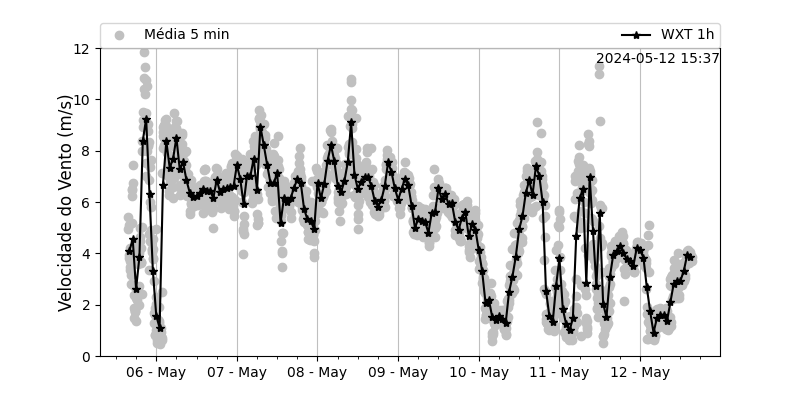 Média 5 min
WXT 1h
2024-05-12 15:37
Velocidade do Vento (m/s)
12
10
8
6
4
2
0
06 - May
07 - May
08 - May
09 - May
10 - May
11 - May
12 - May